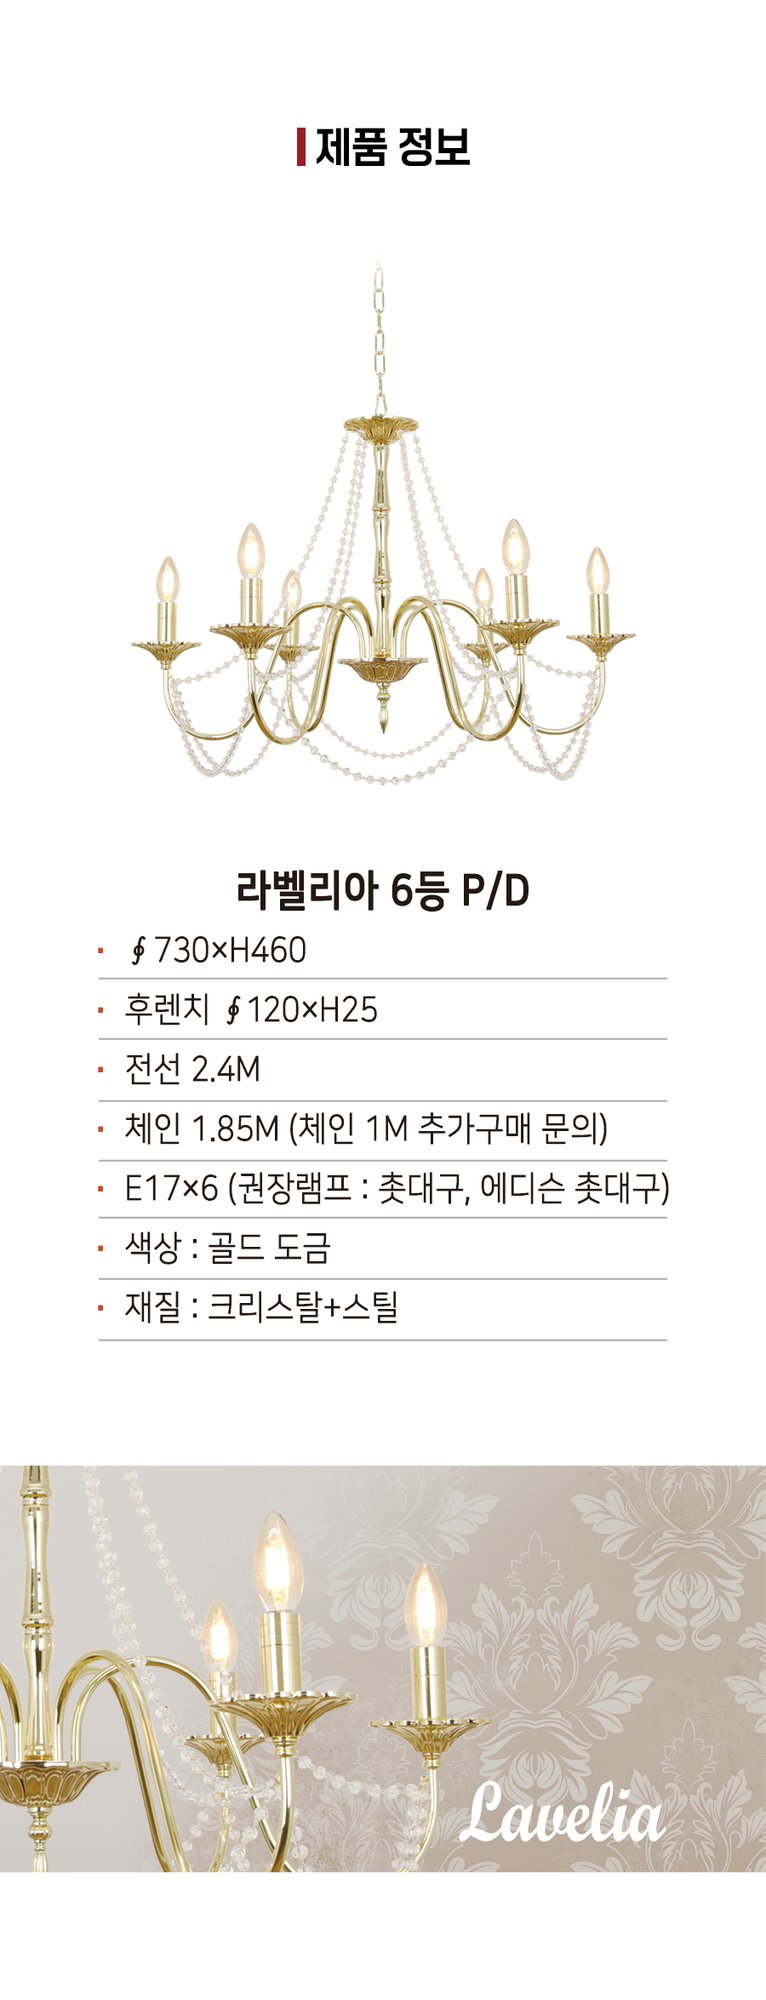 제품 정보
라벨리아 6등 P/D
∮730×H460
후렌치 ∮120×H25
전선 2.4M
체인 1.85M (체인 1M 추가구매 문의)
E17×6 (권장램프 : 촛대구, 에디슨 촛대구)
색상 : 골드 도금
재질 : 크리스탈+스틸
Lavelia